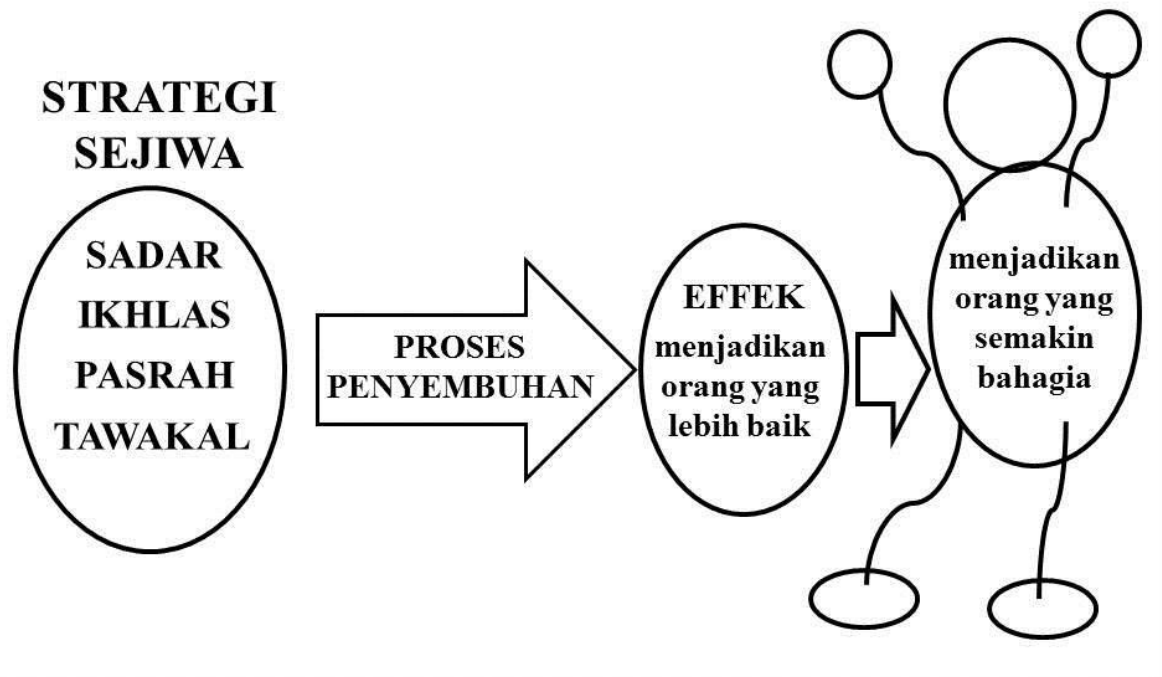 STRATEGI
SEJIWA
SADAR
IKHLAS
PASRAH
TAWAKAL
PROSES
PENYEMBUHAN
EFFEK
menjadikan
orang yang
lebih baik
menjadikan
orang yang
semakin
bahagia